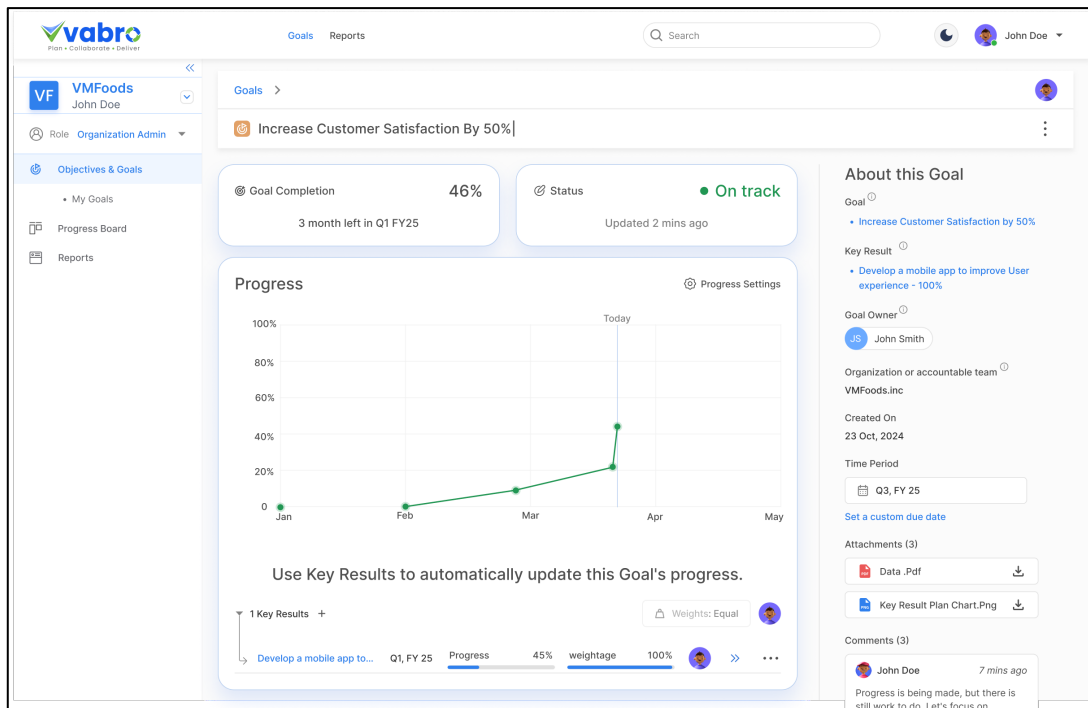 vabro
Plan • Collaborate • Deliver
Goals
Reports
Search
John Doe
VF
VMFoods
John Doe
Role Organization Admin
Objectives & Goals
• My Goals
Progress Board
Reports
Goals >
Increase Customer Satisfaction By 50%
Goal Completion
46%
3 month left in Q1 FY25
Status
• On track
Updated 2 mins ago
Progress
Progress Settings
Today
100%
80%
60%
40%
20%
0
Jan
Feb
Mar
Apr
May
Use Key Results to automatically update this Goal's progress.
1 Key Results +
Weights: Equal
Develop a mobile app to...
Q1, FY 25
Progress
45%
weightage
100%
About this Goal
Goal
• Increase Customer Satisfaction by 50%
Key Result
• Develop a mobile app to improve User
experience - 100%
Goal Owner
JS
John Smith
Organization or accountable team
VMFoods.inc
Created On
23 Oct, 2024
Time Period
Q3, FY 25
Set a custom due date
Attachments (3)
PDF
Data .Pdf
PNG
Key Result Plan Chart.Png
Comments (3)
John Doe
7 mins ago
Progress is being made, but there is
still work to do. Let's focus on